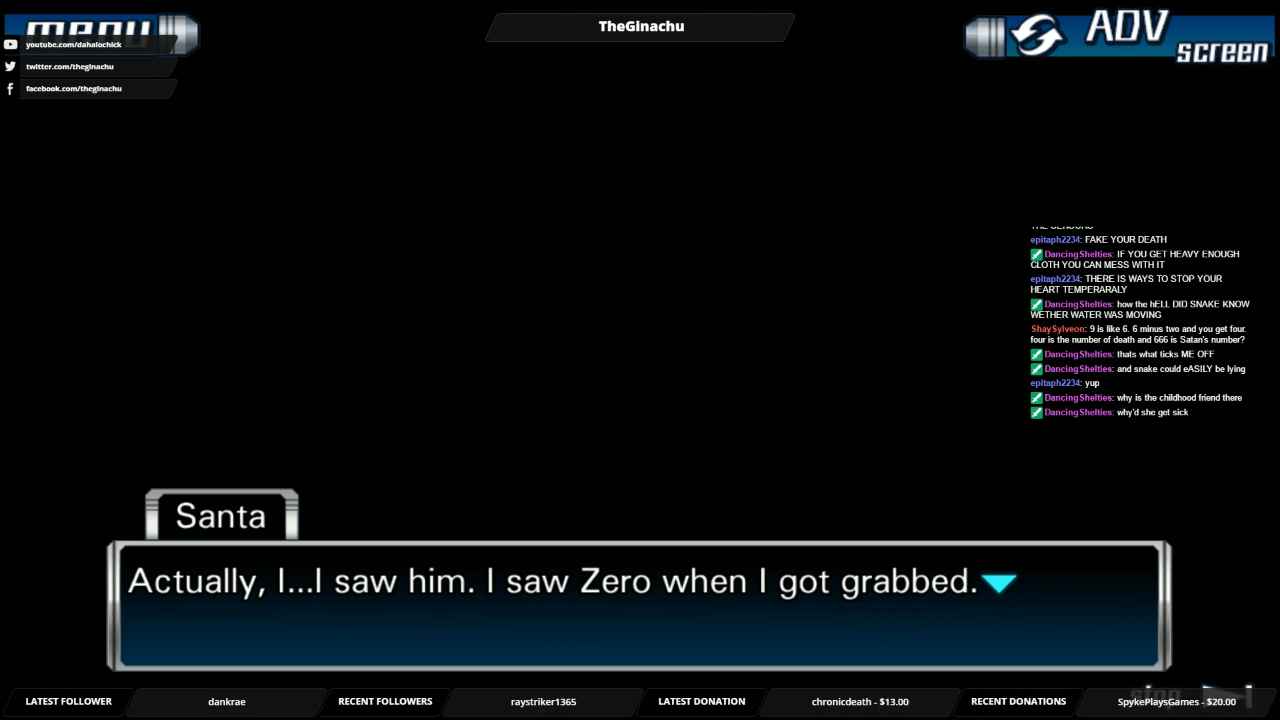 menu
TheGinachu
ADV
screen
youtube.com/dahalochick
twitter.com/theginachu
facebook.com/theginachu
epitaph2234: FAKE YOUR DEATH
DancingShelties: IF YOU GET HEAVY ENOUGH
CLOTH YOU CAN MESS WITH IT
epitaph2234: THERE IS WAYS TO STOP YOUR
HEART TEMPERARALY
DancingShelties: how the hELL DID SNAKE KNOW
WETHER WATER WAS MOVING
ShaySylveon: 9 is like 6. 6 minus two and you get four.
four is the number of death and 666 is Satan's number?
DancingShelties: thats what ticks ME OFF
DancingShelties: and snake could eASILY be lying
epitaph2234: yup
DancingShelties: why is the childhood friend there
DancingShelties: why'd she get sick
Santa
Actually, I...I saw him. I saw Zero when I got grabbed.
LATEST FOLLOWER
dankrae
RECENT FOLLOWERS
raystriker1365
LATEST DONATION
chronicdeath - $13.00
RECENT DONATIONS
SpykePlaysGames - $20.00